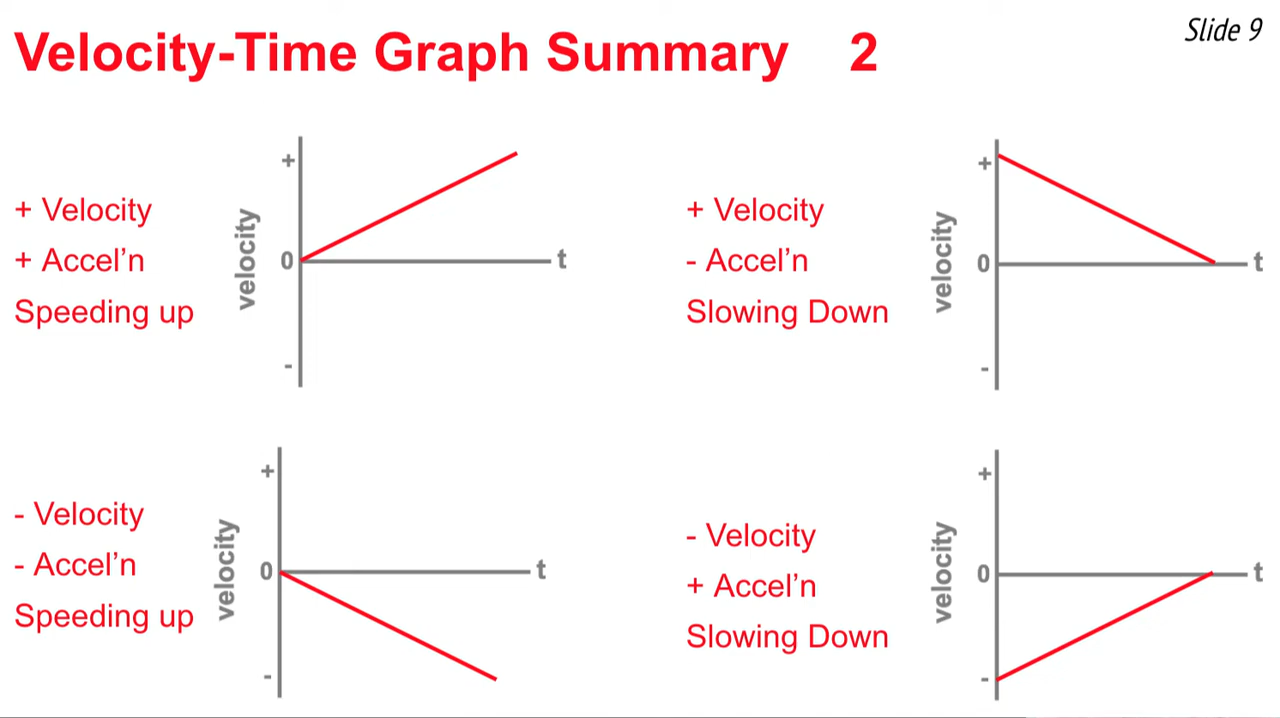 Slide 9
Velocity-Time Graph Summary 2
+ Velocity
+ Accel’n
Speeding up
velocity
+
0
-
t
+ Velocity
- Accel’n
Slowing Down
velocity
+
0
-
t
- Velocity
- Accel’n
Speeding up
velocity
+
0
-
t
- Velocity
+ Accel’n
Slowing Down
velocity
+
0
-
t